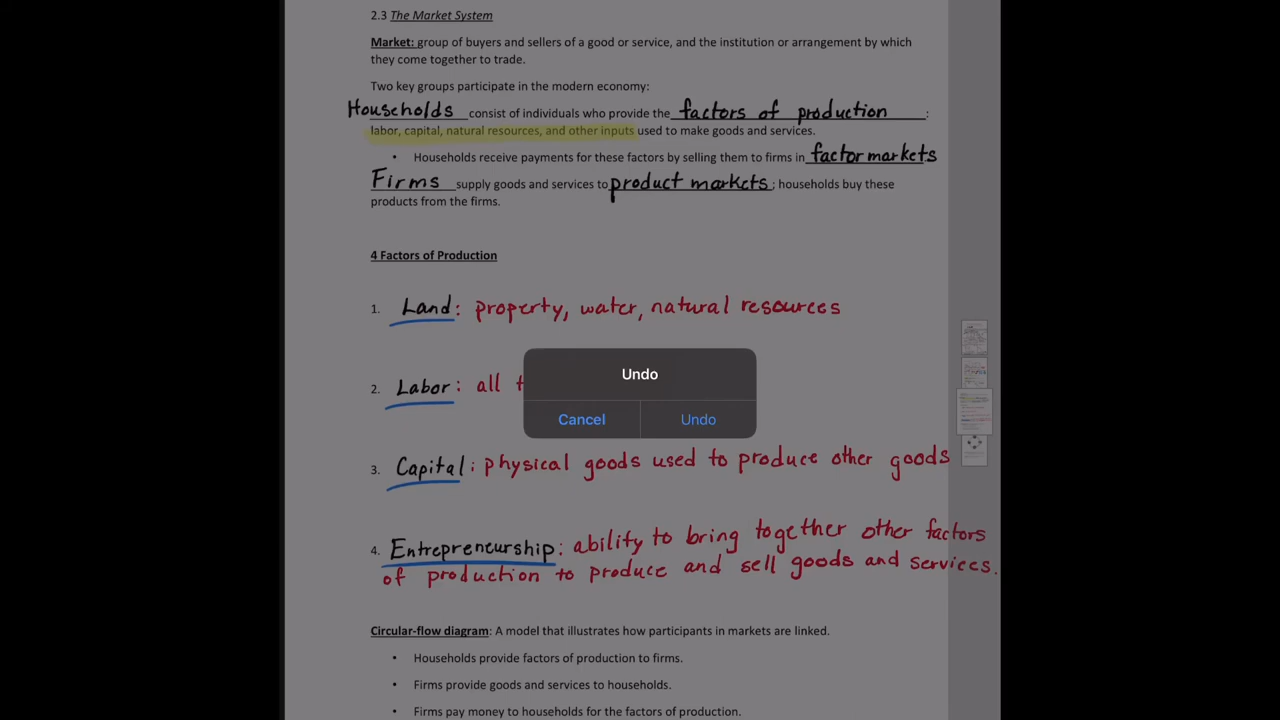 2.3 The Market System
Market: group of buyers and sellers of a good or service, and the institution or arrangement by which
they come together to trade.
Two key groups participate in the modern economy:
Households consist of individuals who provide the factors of production :
labor, capital, natural resources, and other inputs used to make goods and services.
• Households receive payments for these factors by selling them to firms in factor markets.
Firms supply goods and services to product markets; households buy these
products from the firms.
4 Factors of Production
1. Land: property, water, natural resources
Undo
2. Labor: all
Cancel Undo
3. Capital: physical goods used to produce other goods
4. Entrepreneurship: ability to bring together other factors
of production to produce and sell goods and services.
Circular-flow diagram: A model that illustrates how participants in markets are linked.
• Households provide factors of production to firms.
• Firms provide goods and services to households.
• Firms pay money to households for the factors of production.